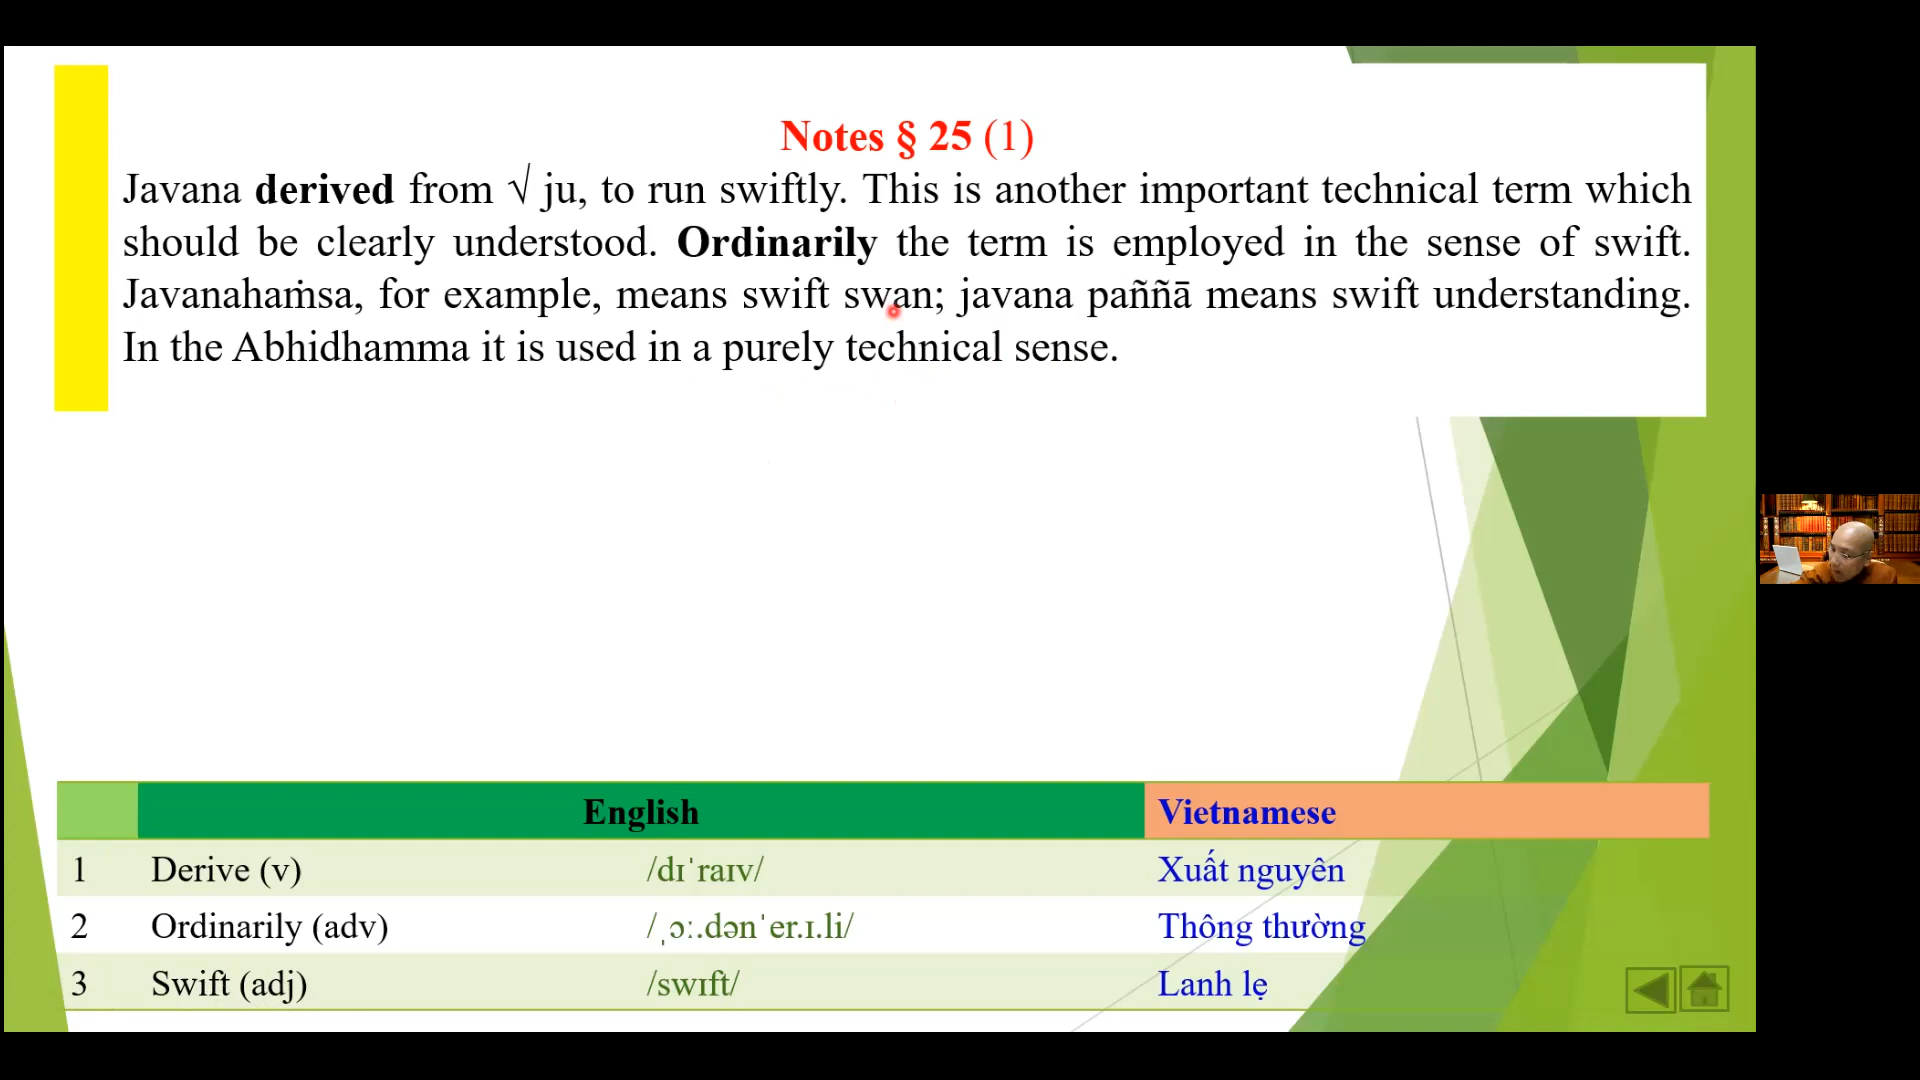 Notes § 25 (1)
Javana derived from √ ju, to run swiftly. This is another important technical term which
should be clearly understood. Ordinarily the term is employed in the sense of swift.
Javanahaṁsa, for example, means swift swan; javana paññā means swift understanding.
In the Abhidhamma it is used in a purely technical sense.
English Vietnamese
1 Derive (v) /dɪˈraɪv/ Xuất nguyên
2 Ordinarily (adv) /ˌɔː.dənˈer.ɪ.li/ Thông thường
3 Swift (adj) /swɪft/ Lanh lẹ